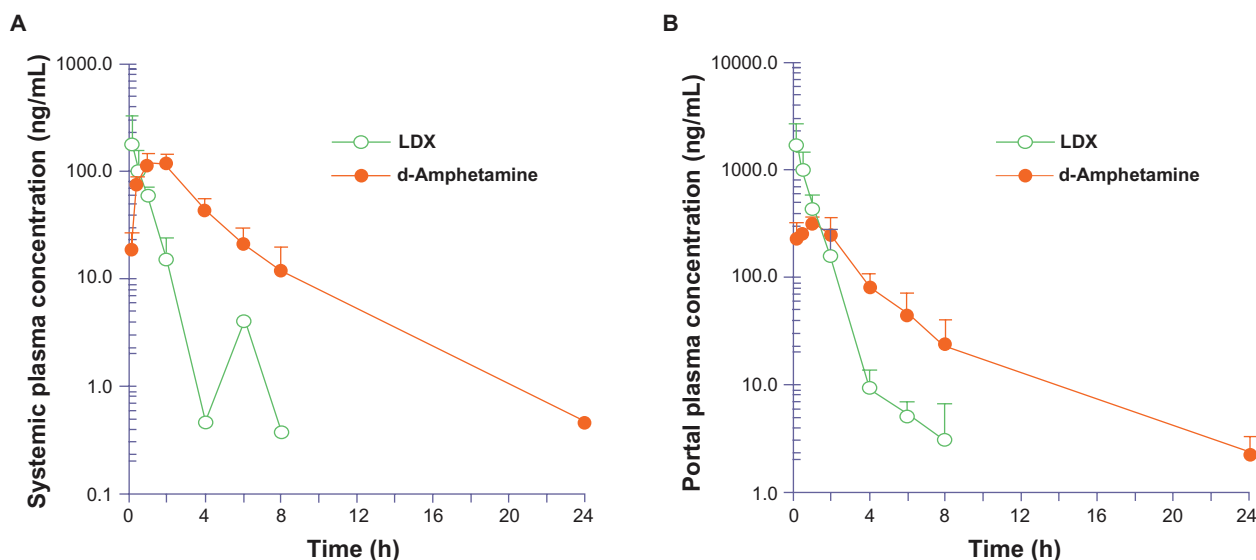 A
Systemic plasma concentration (ng/mL)
1000.0
100.0
10.0
1.0
0.1
0
4
8
12
16
20
24
Time (h)
LDX
d-Amphetamine
B
Portal plasma concentration (ng/mL)
10000.0
1000.0
100.0
10.0
1.0
0
4
8
12
16
20
24
Time (h)
LDX
d-Amphetamine